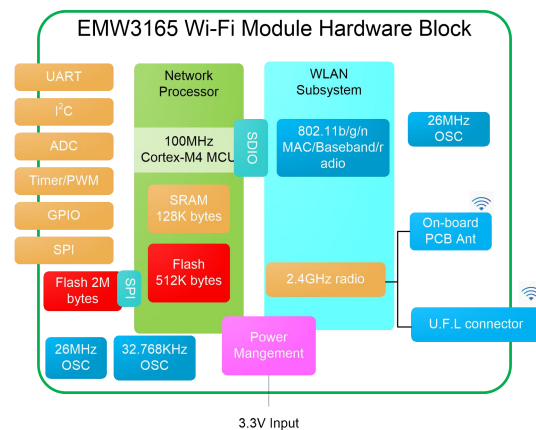 EMW3165 Wi-Fi Module Hardware Block
UART
I²C
ADC
Timer/PWM
GPIO
SPI
Flash 2M
bytes
SPI
26MHz
OSC
32.768KHz
OSC
Network
Processor
100MHz
Cortex-M4 MCU
SRAM
128K bytes
Flash
512K bytes
SDIO
WLAN
Subsystem
802.11b/g/n
MAC/Baseband/r
adio
2.4GHz radio
26MHz
OSC
On-board
PCB Ant
U.F.L connector
Power
Mangement
3.3V Input